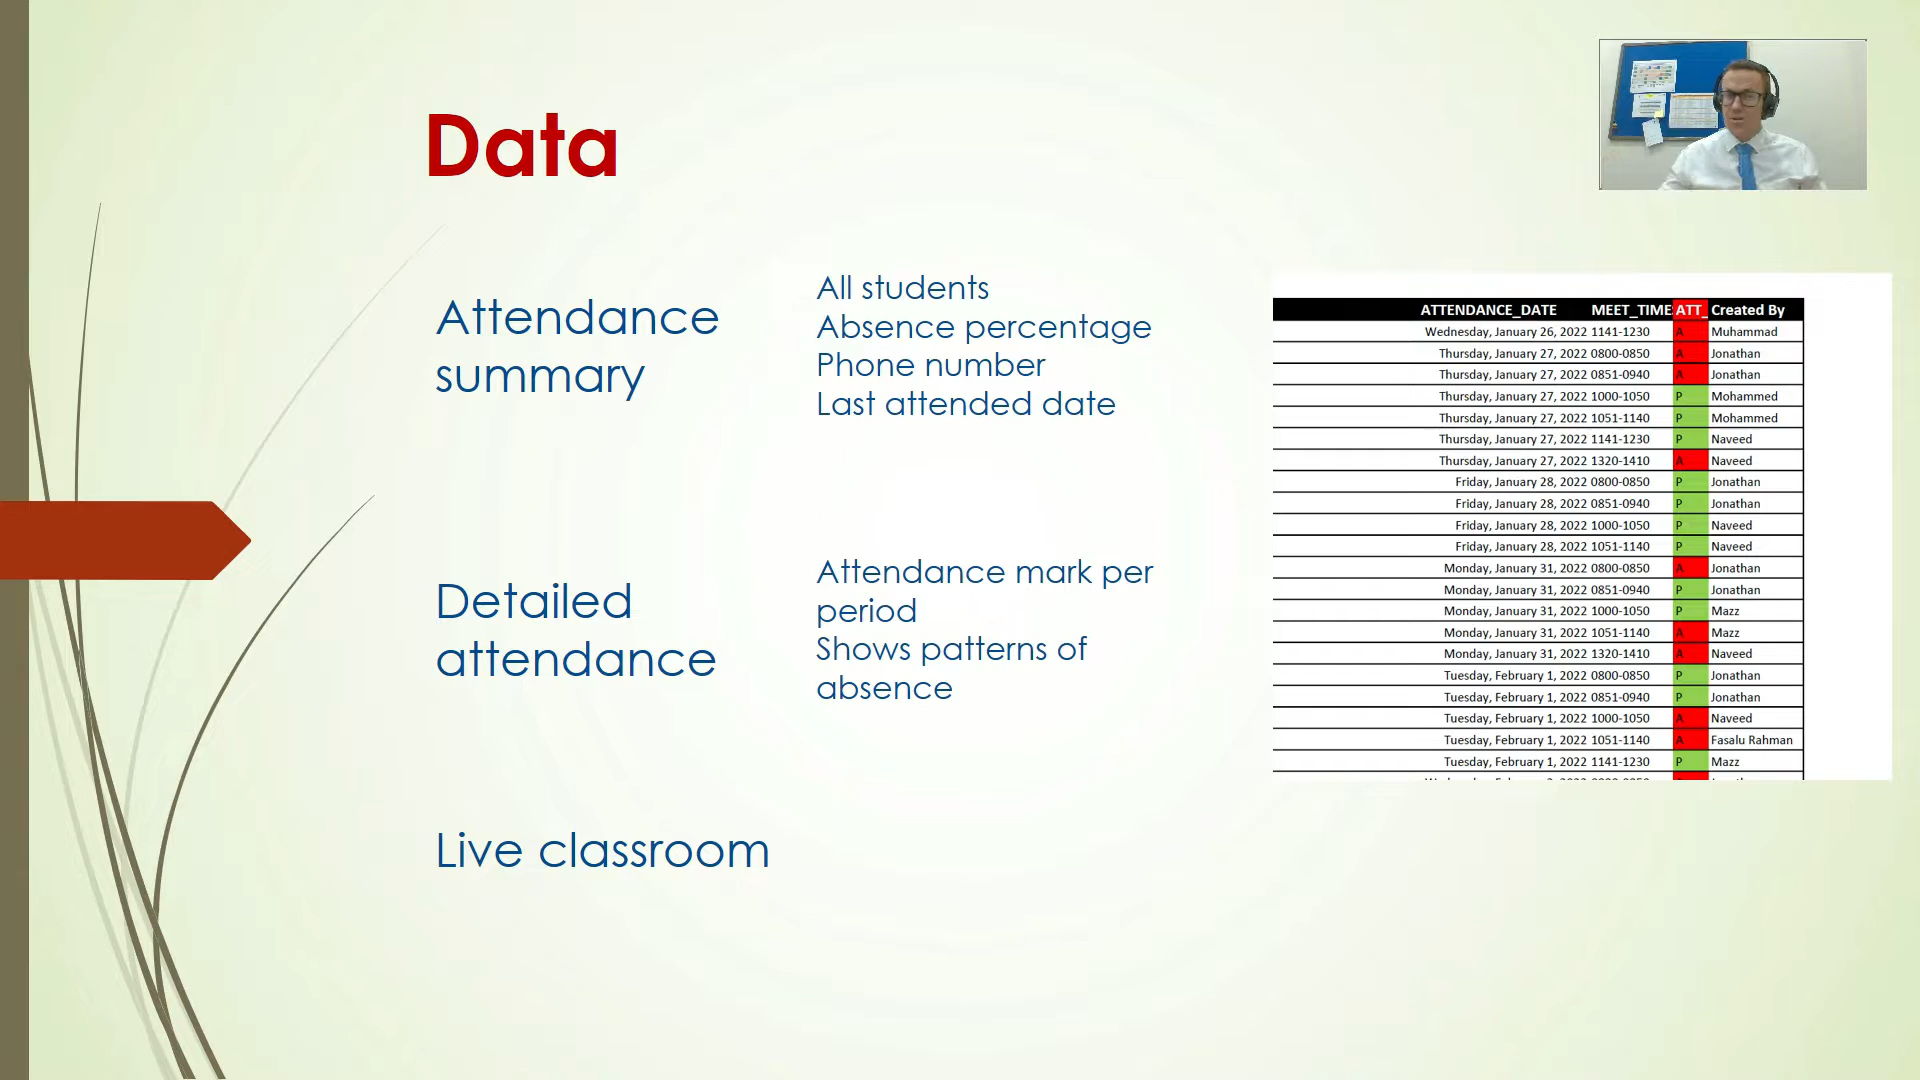 Data
Attendance
summary
All students
Absence percentage
Phone number
Last attended date
Detailed
attendance
Attendance mark per
period
Shows patterns of
absence
Live classroom
ATTENDANCE_DATE MEET_TIME ATT_ Created By
Wednesday, January 26, 2022 1141-1230 A Muhammad
Thursday, January 27, 2022 0800-0850 A Jonathan
Thursday, January 27, 2022 0851-0940 A Jonathan
Thursday, January 27, 2022 1000-1050 P Mohammed
Thursday, January 27, 2022 1051-1140 P Mohammed
Thursday, January 27, 2022 1141-1230 P Naveed
Thursday, January 27, 2022 1320-1410 A Naveed
Friday, January 28, 2022 0800-0850 P Jonathan
Friday, January 28, 2022 0851-0940 P Jonathan
Friday, January 28, 2022 1000-1050 P Naveed
Friday, January 28, 2022 1051-1140 P Naveed
Monday, January 31, 2022 0800-0850 A Jonathan
Monday, January 31, 2022 0851-0940 P Jonathan
Monday, January 31, 2022 1000-1050 P Mazz
Monday, January 31, 2022 1051-1140 A Mazz
Monday, January 31, 2022 1320-1410 A Naveed
Tuesday, February 1, 2022 0800-0850 P Jonathan
Tuesday, February 1, 2022 0851-0940 P Jonathan
Tuesday, February 1, 2022 1000-1050 A Naveed
Tuesday, February 1, 2022 1051-1140 A Fasalu Rahman
Tuesday, February 1, 2022 1141-1230 P Mazz